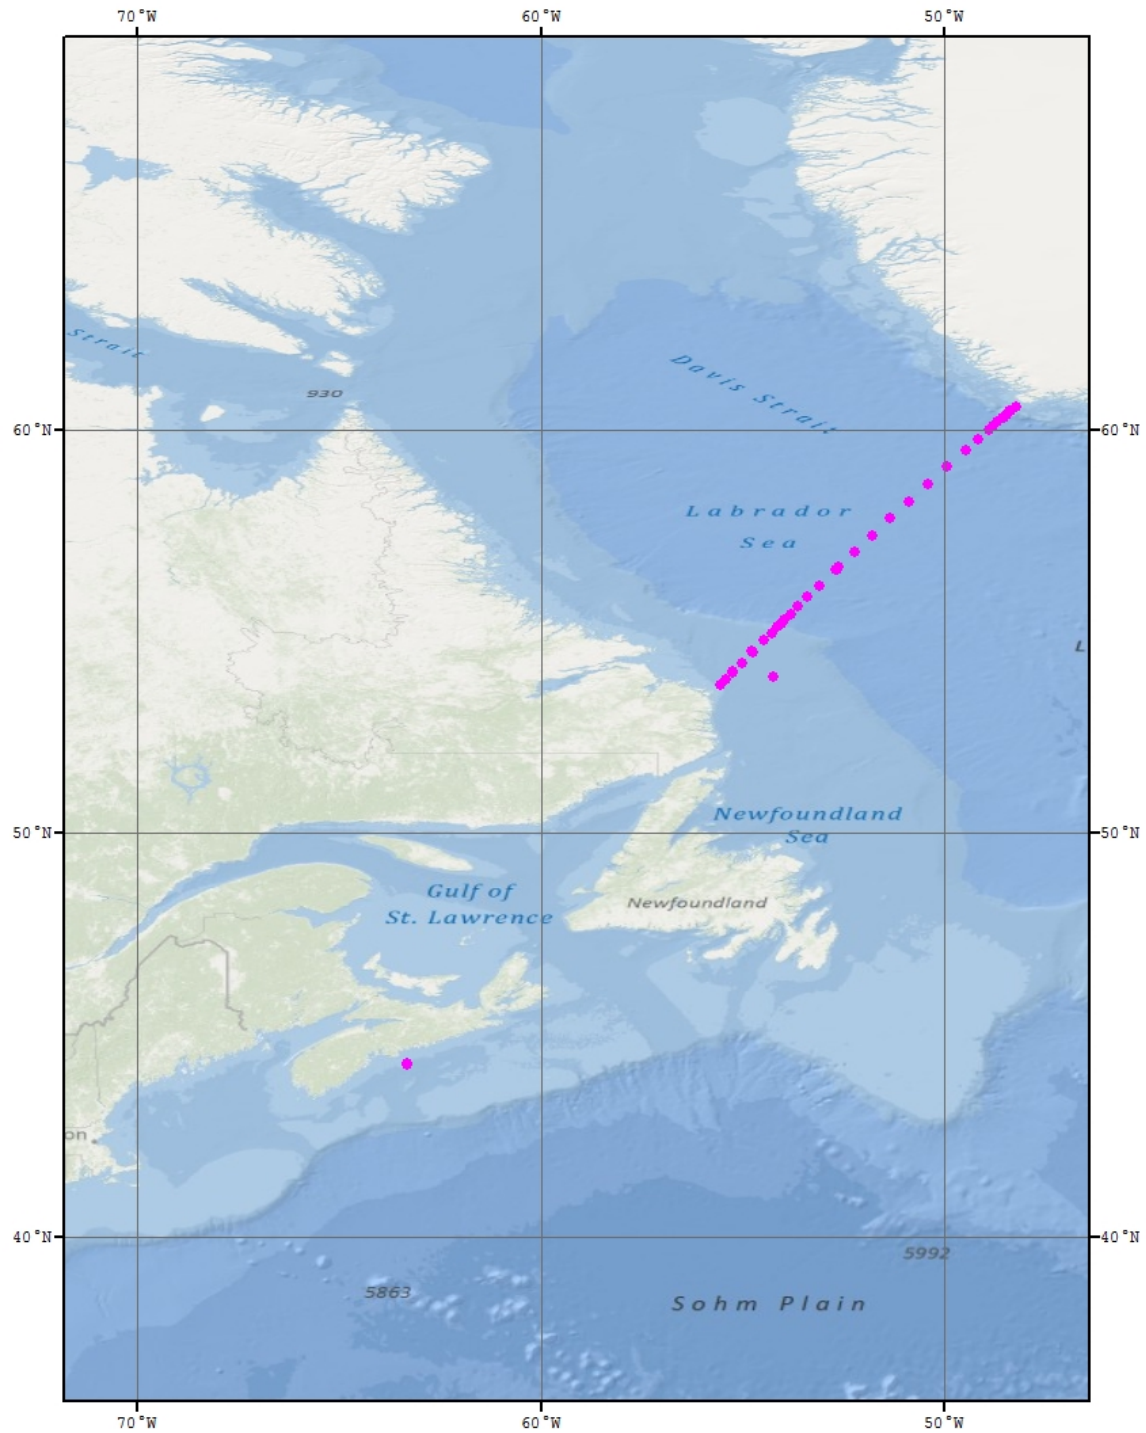 70°W 60°W 50°W
Strait
930
Davis Strait
60°N 60°N
Labrador
Sea
L
50°N 50°N
Newfoundland
Sea
Gulf of
St. Lawrence
Newfoundland
on
40°N 40°N
5992
5863
Sohm Plain
70°W 60°W 50°W